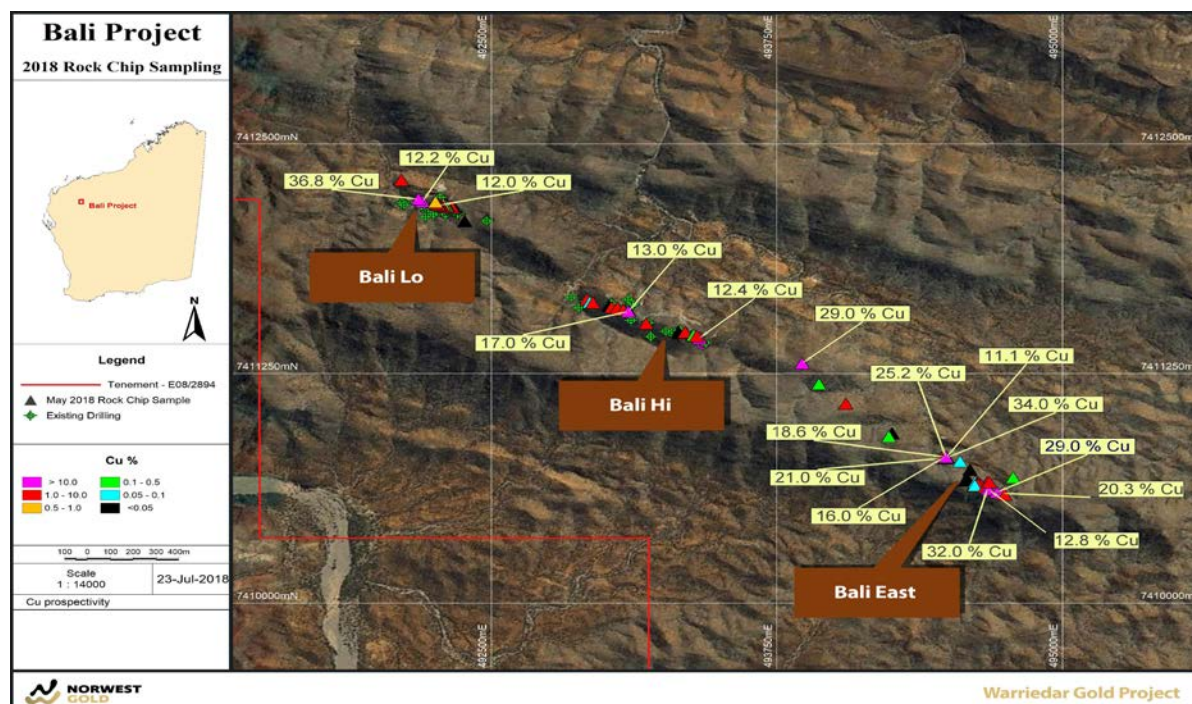 Bali Project
2018 Rock Chip Sampling
Bali Project
N
Legend
Tenement - E08/2894
May 2018 Rock Chip Sample
Existing Drilling
Cu %
> 10.0
0.1 - 0.5
1.0 - 10.0
0.05 - 0.1
0.5 - 1.0
<0.05
100 0 100 200 300 400m
Scale
1 : 14000
23-Jul-2018
Cu prospectivity
492500mE
493750mE
495000mE
7412500mN
12.2 % Cu
36.8 % Cu
12.0 % Cu
Bali Lo
13.0 % Cu
12.4 % Cu
17.0 % Cu
29.0 % Cu
7411250mN
11.1 % Cu
25.2 % Cu
Bali Hi
34.0 % Cu
18.6 % Cu
29.0 % Cu
21.0 % Cu
20.3 % Cu
16.0 % Cu
12.8 % Cu
32.0 % Cu
Bali East
7410000mN
492500mE
493750mE
495000mE
NORWEST
GOLD
Warriedar Gold Project